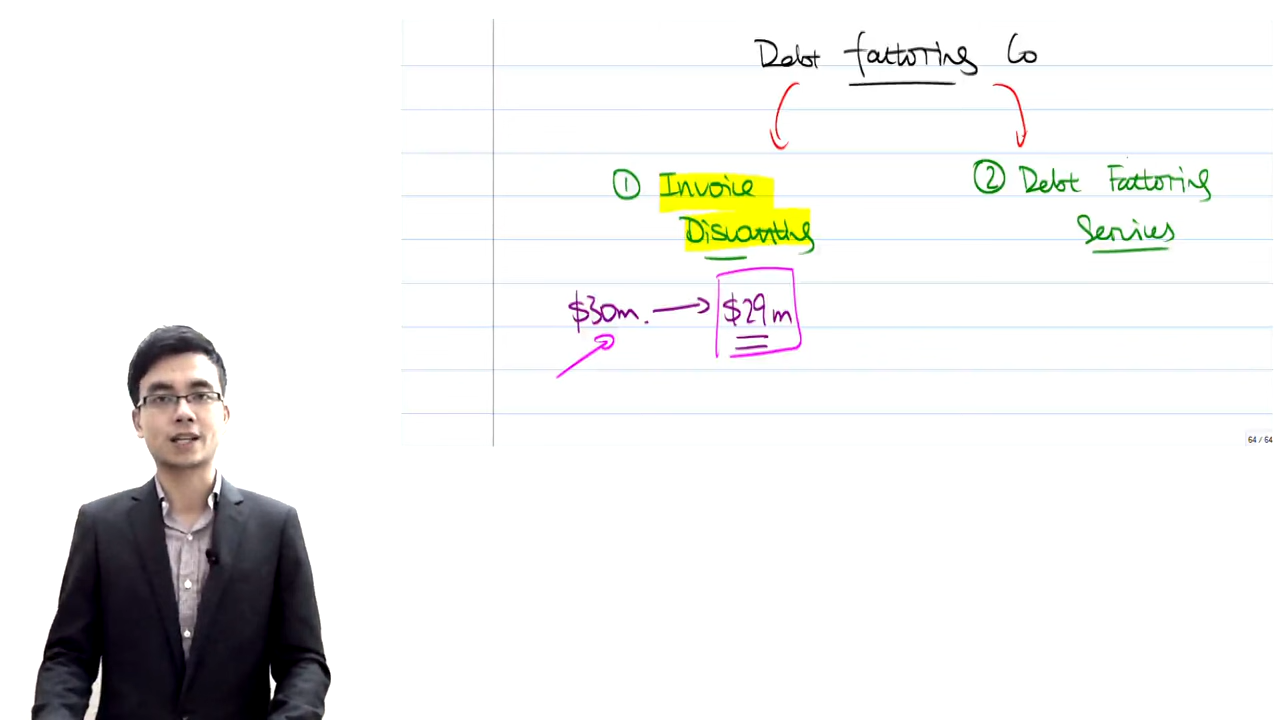 Debt factoring Co
① Invoice
Discounting
② Debt Factoring
Services
$30m. → $29m
64 / 64